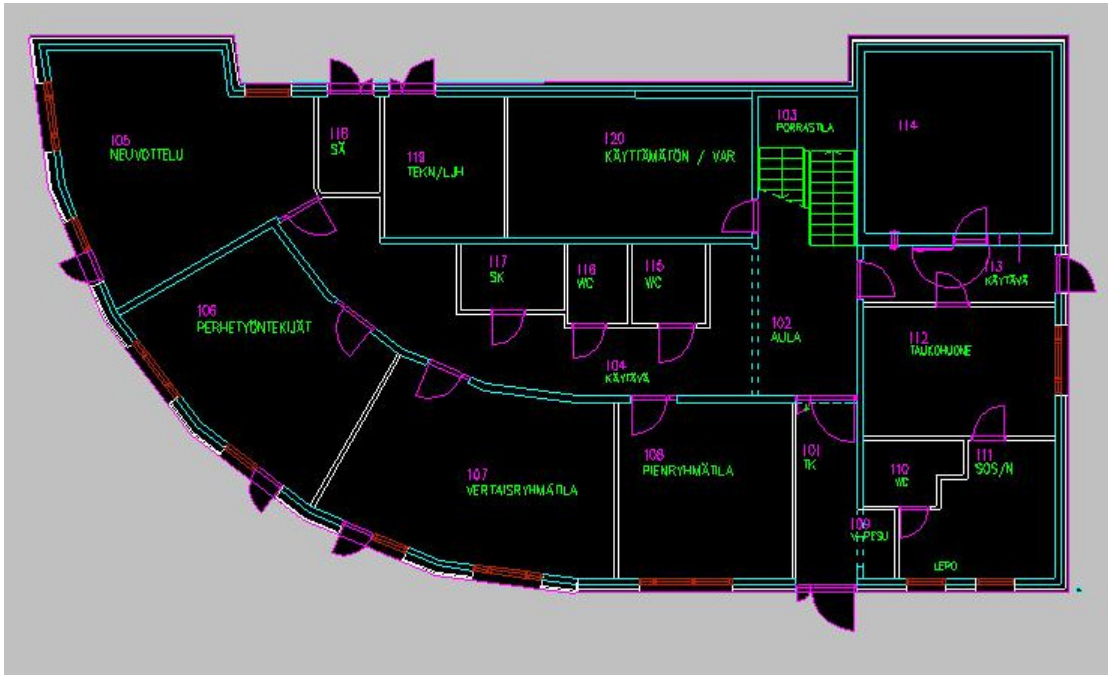 103
PORRASTILA
114
105
NEUVOTTELU
118
SÄ
119
TEKN/LJH
120
KÄYTTÄMÄTÖN / VAR
117
SK
116
WC
115
WC
113
KÄYTÄVÄ
106
PERHETYÖNTEKIJÄT
102
AULA
112
TAUKOHUONE
104
KÄYTÄVÄ
107
VERTAISRYHMÄTILA
108
PIENRYHMÄTILA
101
TK
110
WC
111
SOS/N
109
LEPO